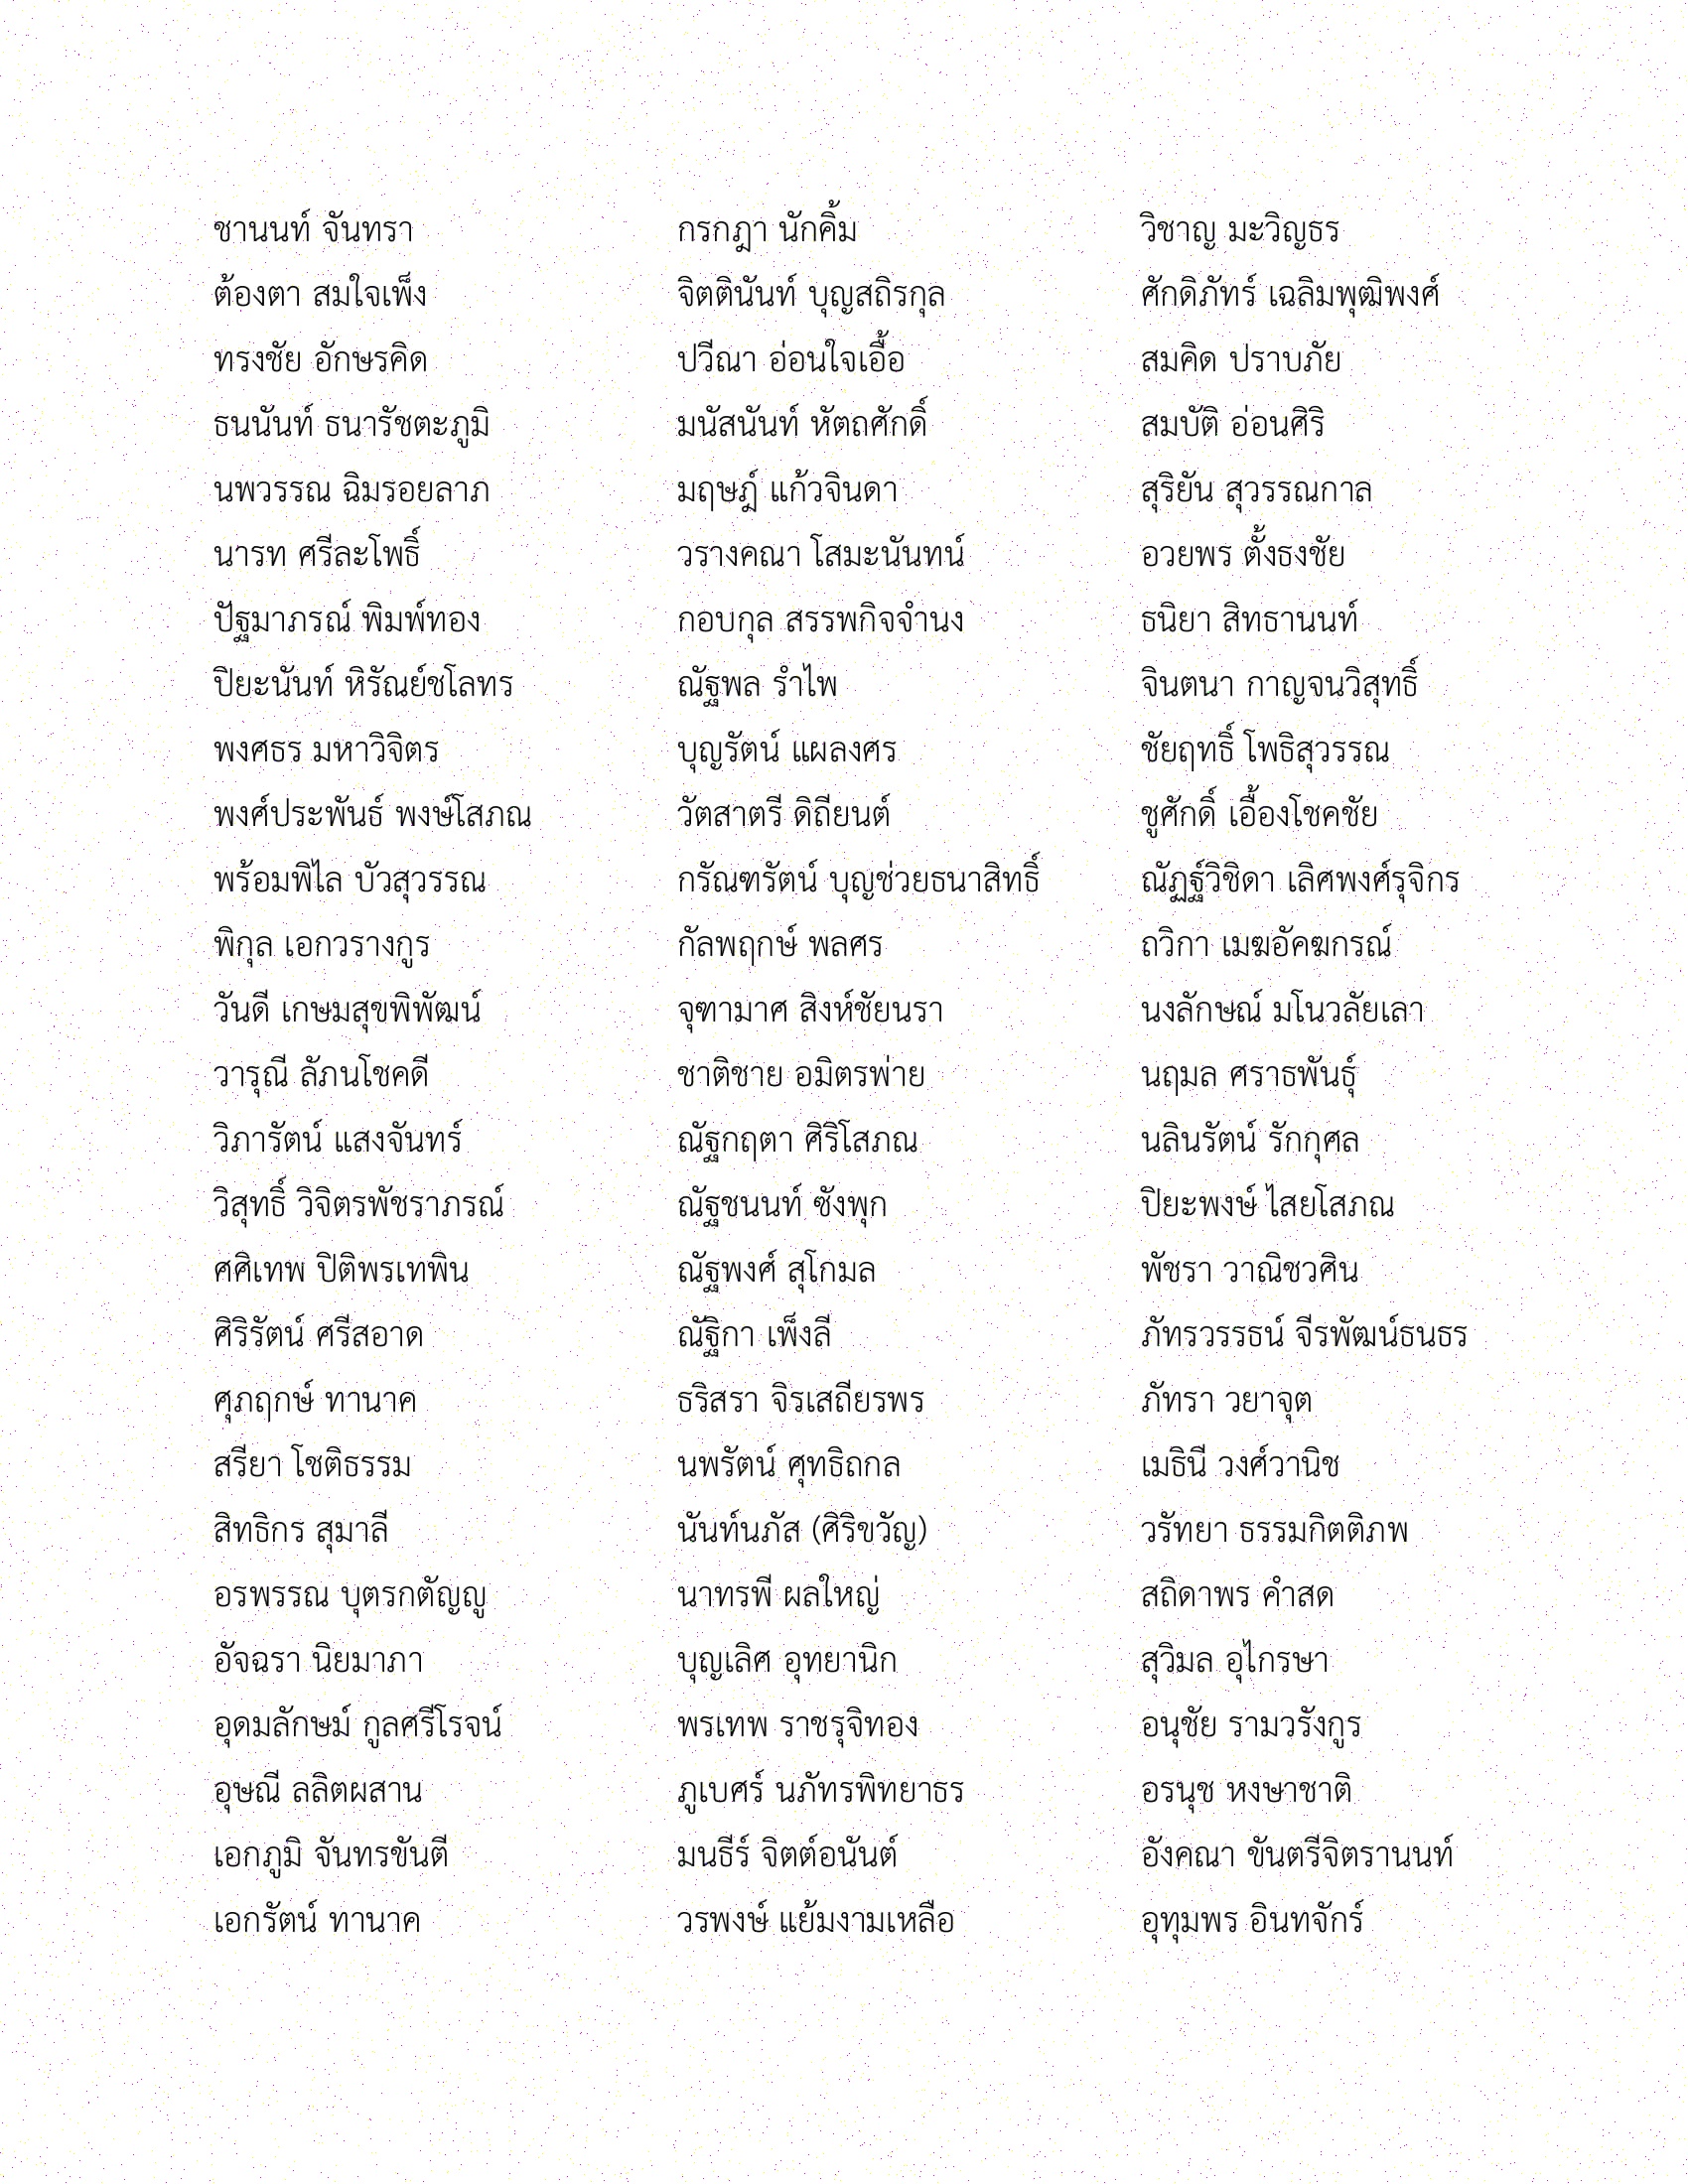 ชานนท์ จันทรา
ต้องตา สมใจเพ็ง
ทรงชัย อักษรคิด
ธนนันท์ ธนารัชตะภูมิ
นพวรรณ ฉิมรอยลาภ
นารท ศรีละโพธิ์
ปัฐมาภรณ์ พิมพ์ทอง
ปิยะนันท์ หิรัณย์ชโลทร
พงศธร มหาวิจิตร
พงศ์ประพันธ์ พงษ์โสภณ
พร้อมพิไล บัวสุวรรณ
พิกุล เอกวรางกูร
วันดี เกษมสุขพิพัฒน์
วารุณี ลัภนโชคดี
วิภารัตน์ แสงจันทร์
วิสุทธิ์ วิจิตรพัชราภรณ์
ศศิเทพ ปิติพรเทพิน
ศิริรัตน์ ศรีสอาด
ศุภฤกษ์ ทานาค
สรียา โชติธรรม
สิทธิกร สุมาลี
อรพรรณ บุตรกตัญญู
อัจฉรา นิยมาภา
อุดมลักษม์ กูลศรีโรจน์
อุษณี ลลิตผสาน
เอกภูมิ จันทรขันตี
เอกรัตน์ ทานาค
กรกฎา นักคิ้ม
จิตตินันท์ บุญสถิรกุล
ปวีณา อ่อนใจเอื้อ
มนัสนันท์ หัตถศักดิ์
มฤษฎ์ แก้วจินดา
วรางคณา โสมะนันทน์
กอบกุล สรรพกิจจำนง
ณัฐพล รำไพ
บุญรัตน์ แผลงศร
วัตสาตรี ดิถียนต์
กรัณฑรัตน์ บุญช่วยธนาสิทธิ์
กัลพฤกษ์ พลศร
จุฑามาศ สิงห์ชัยนรา
ชาติชาย อมิตรพ่าย
ณัฐกฤตา ศิริโสภณ
ณัฐชนนท์ ซังพุก
ณัฐพงศ์ สุโกมล
ณัฐิกา เพ็งลี
ธริสรา จิรเสถียรพร
นพรัตน์ ศุทธิถกล
นันท์นภัส (ศิริขวัญ)
นาทรพี ผลใหญ่
บุญเลิศ อุทยานิก
พรเทพ ราชรุจิทอง
ภูเบศร์ นภัทรพิทยาธร
มนธีร์ จิตต์อนันต์
วรพงษ์ แย้มงามเหลือ
วิชาญ มะวิญธร
ศักดิภัทร์ เฉลิมพุฒิพงศ์
สมคิด ปราบภัย
สมบัติ อ่อนศิริ
สุริยัน สุวรรณกาล
อวยพร ตั้งธงชัย
ธนิยา สิทธานนท์
จินตนา กาญจนวิสุทธิ์
ชัยฤทธิ์ โพธิสุวรรณ
ชูศักดิ์ เอื้องโชคชัย
ณัฏฐ์วิชิดา เลิศพงศ์รุจิกร
ถวิกา เมฆอัคฆกรณ์
นงลักษณ์ มโนวลัยเลา
นฤมล ศราธพันธุ์
นลินรัตน์ รักกุศล
ปิยะพงษ์ ไสยโสภณ
พัชรา วาณิชวศิน
ภัทรวรรธน์ จีรพัฒน์ธนธร
ภัทรา วยาจุต
เมธินี วงศ์วานิช
วรัทยา ธรรมกิตติภพ
สถิดาพร คำสด
สุวิมล อุไกรษา
อนุชัย รามวรังกูร
อรนุช หงษาชาติ
อังคณา ขันตรีจิตรานนท์
อุทุมพร อินทจักร์